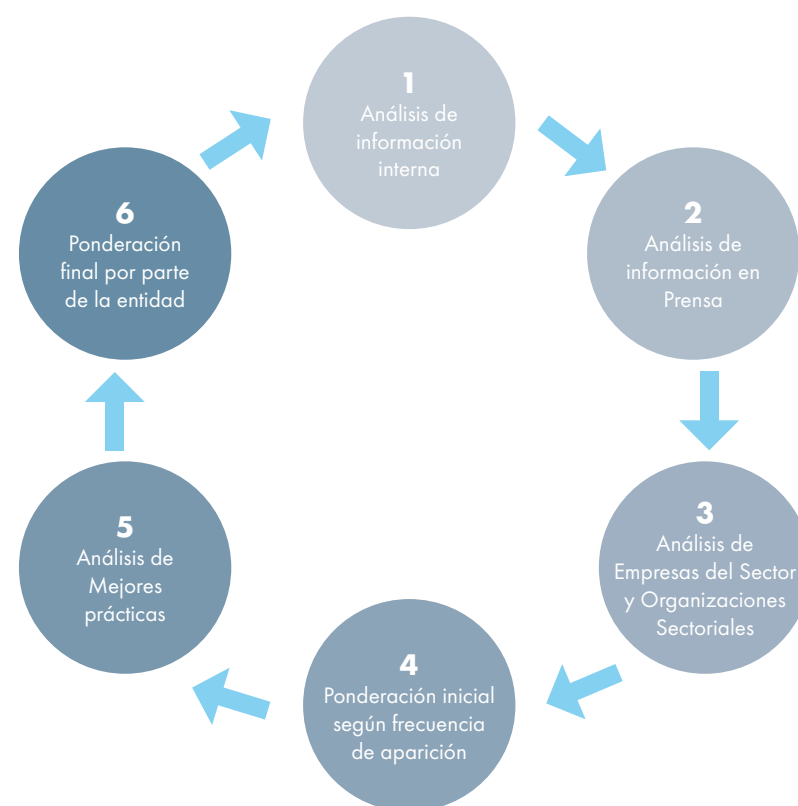 1
Análisis de
información
interna
2
Análisis de
información en
Prensa
3
Análisis de
Empresas del Sector
y Organizaciones
Sectoriales
4
Ponderación inicial
según frecuencia
de aparición
5
Análisis de
Mejores
prácticas
6
Ponderación
final por parte
de la entidad